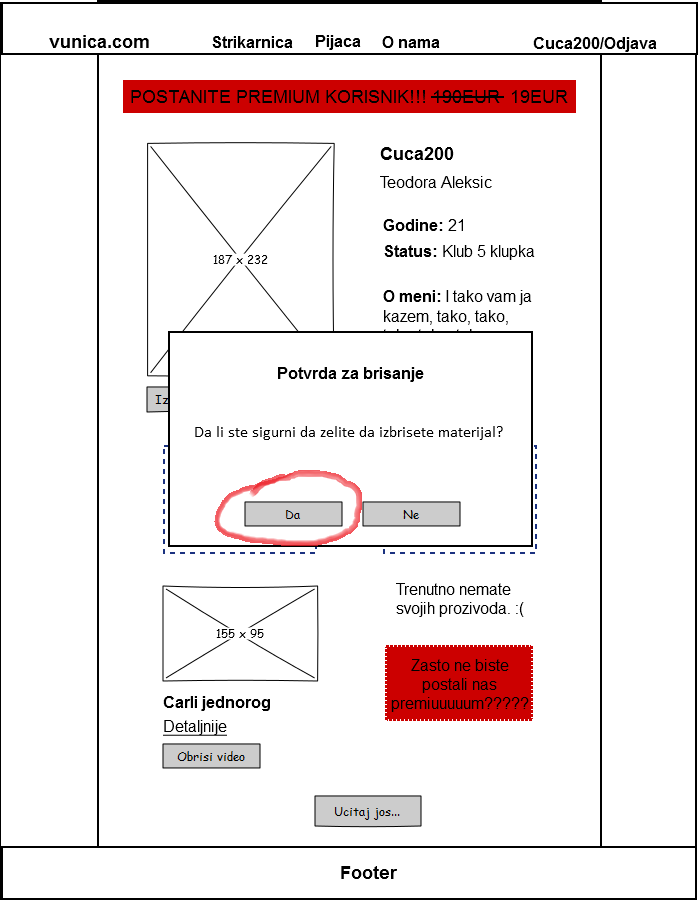 vunica.com Strikarnica Pijaca O nama Cuca200/Odjava
POSTANITE PREMIUM KORISNIK!!! 190EUR 19EUR
187 x 232
Cuca200
Teodora Aleksic
Godine: 21
Status: Klub 5 klupka
O meni: I tako vam ja
kazem, tako, tako,
Iz
Potvrda za brisanje
Da li ste sigurni da zelite da izbrisete materijal?
Da Ne
155 x 95
Carli jednorog
Detaljnije
Obrisi video
Trenutno nemate
svojih prozivoda. :(
Zasto ne biste
postali nas
premiuuuuum?????
Ucitaj jos...
Footer